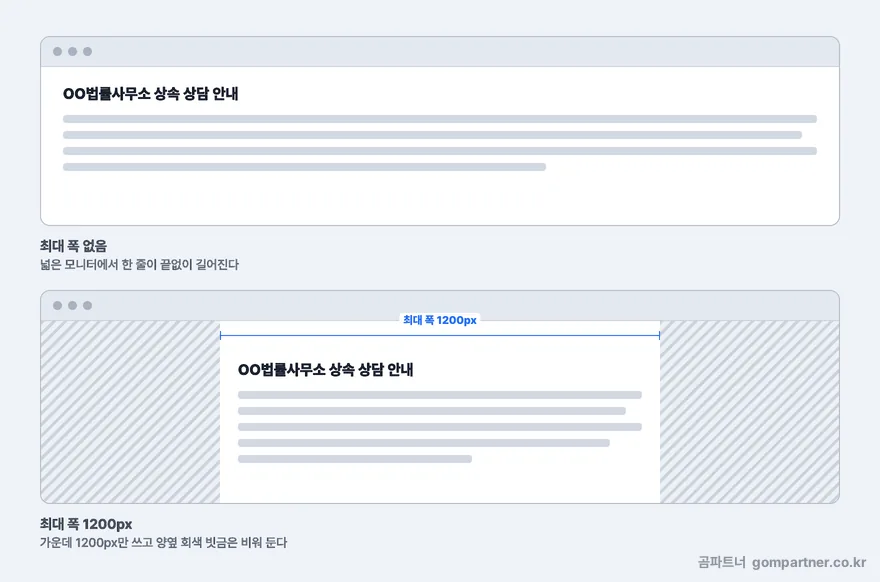 OO법률사무소 상속 상담 안내
최대 폭 없음
넓은 모니터에서 한 줄이 끝없이 길어진다
최대 폭 1200px
OO법률사무소 상속 상담 안내
최대 폭 1200px
가운데 1200px만 쓰고 양옆 회색 빗금은 비워 둔다
곰파트너 gompartner.co.kr